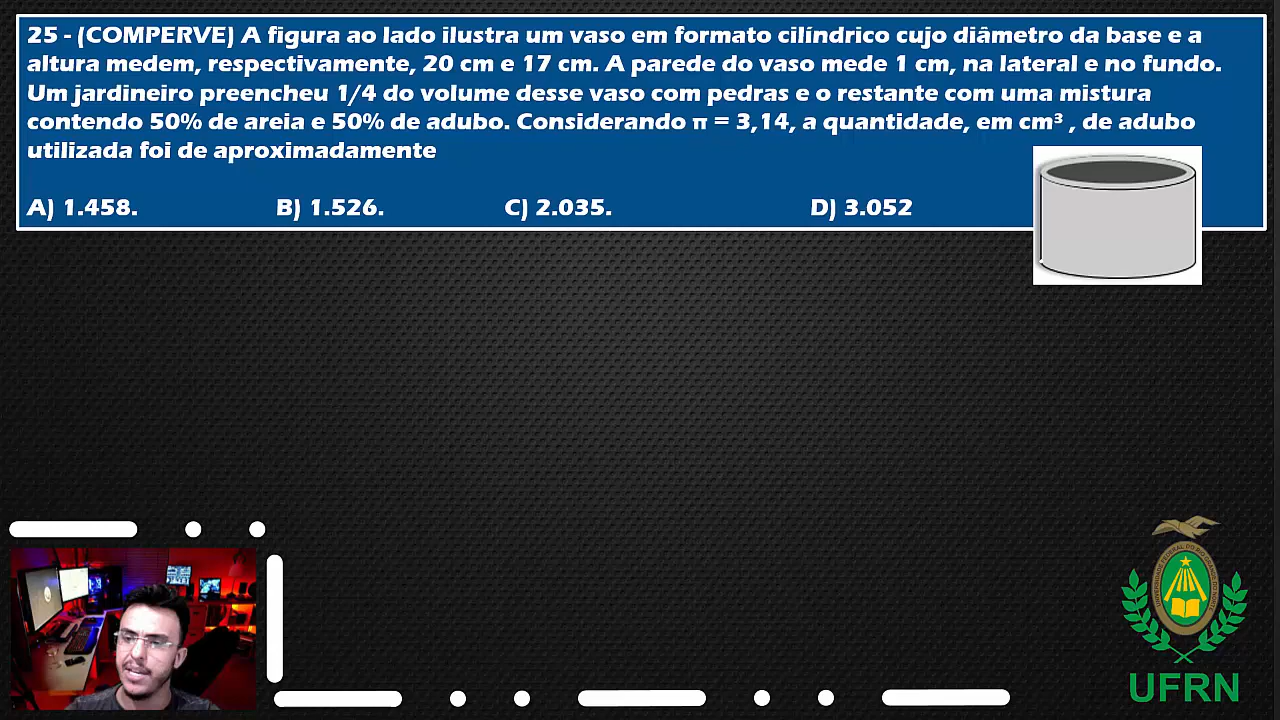 25 - (COMPERVE) A figura ao lado ilustra um vaso em formato cilíndrico cujo diâmetro da base e a
altura medem, respectivamente, 20 cm e 17 cm. A parede do vaso mede 1 cm, na lateral e no fundo.
Um jardineiro preencheu 1/4 do volume desse vaso com pedras e o restante com uma mistura
contendo 50% de areia e 50% de adubo. Considerando π = 3,14, a quantidade, em cm³ , de adubo
utilizada foi de aproximadamente
A) 1.458. B) 1.526. C) 2.035. D) 3.052
UFRN